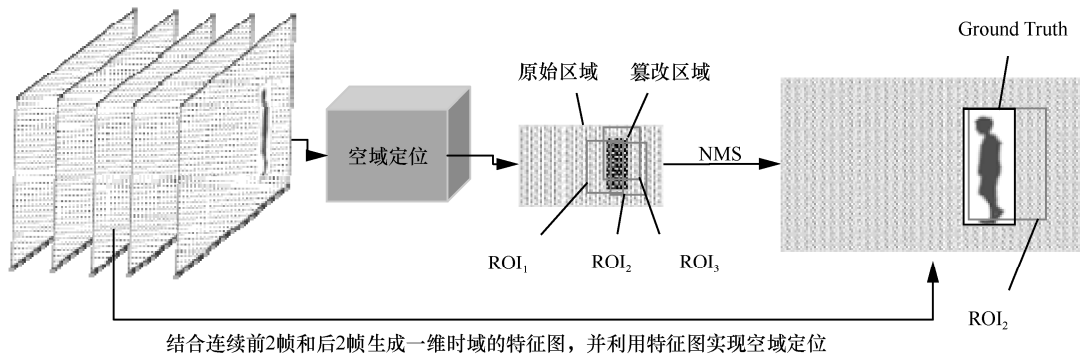 Ground Truth
原始区域
篡改区域
空域定位
NMS
ROI₁
ROI₂
ROI₃
ROI₂
结合连续前2帧和后2帧生成一维时域的特征图，并利用特征图实现空域定位